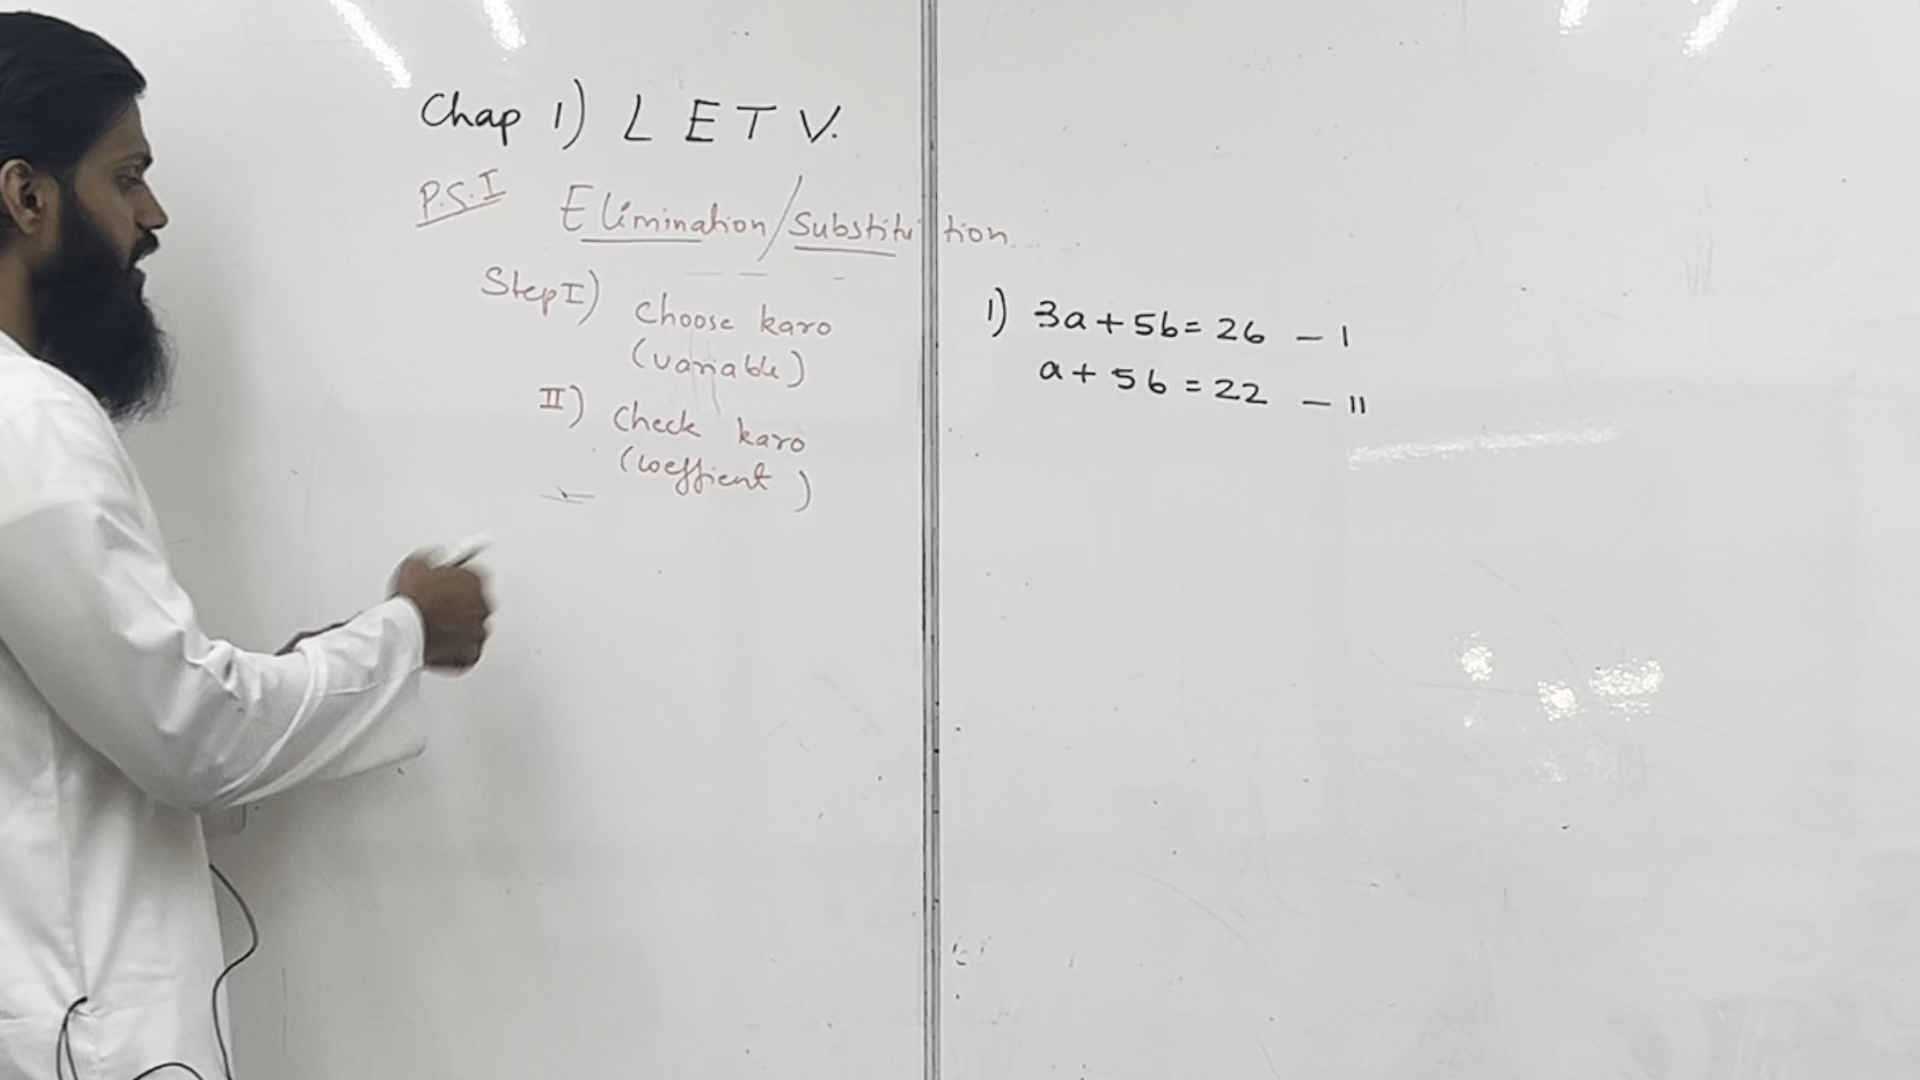 Chap 1) L E T V.
P.S.I Elimination/Substitution
Step I) choose karo
(variable)
II) check karo
(coeffient)
1) 3a + 5b = 26 — I
a + 5b = 22 — II